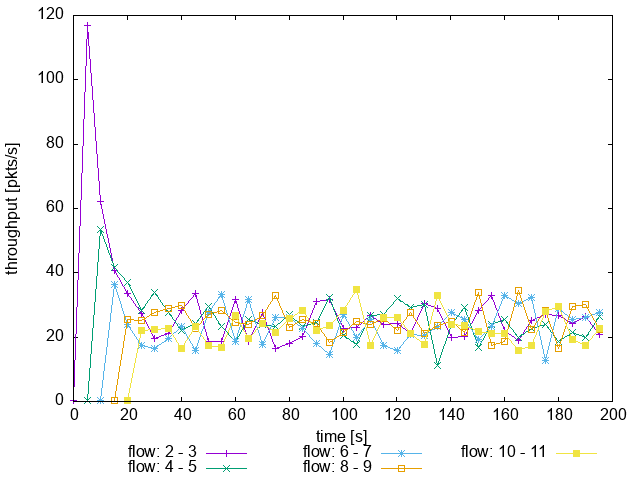 120
100
80
60
40
20
0
throughput [pkts/s]
0 20 40 60 80 100 120 140 160 180 200
time [s]
flow: 2 - 3 flow: 6 - 7 flow: 10 - 11
flow: 4 - 5 flow: 8 - 9